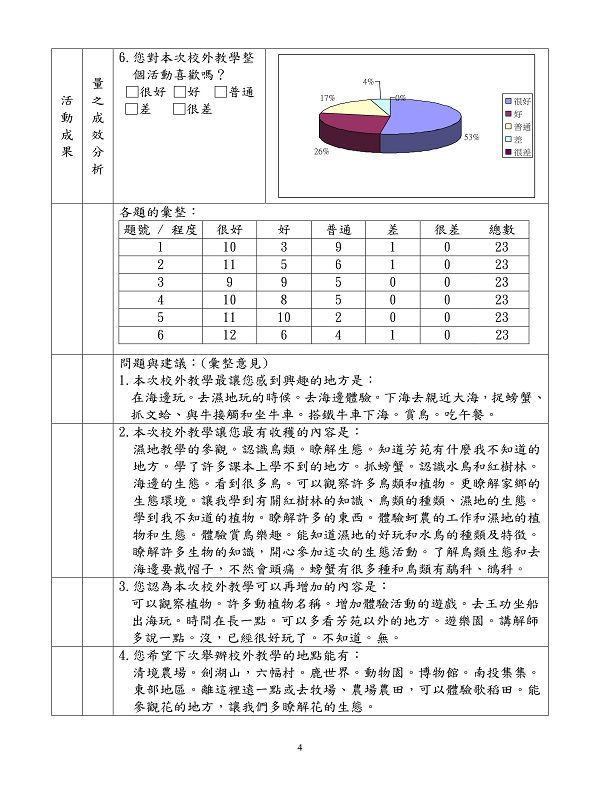 活動成果
量之成效分析
6.您對本次校外教學整
個活動喜歡嗎？
□很好 □好 □普通
□差 □很差
4%
0%
17%
53%
26%
很好
好
普通
差
很差
各題的彙整：
題號 / 程度 很好 好 普通 差 很差 總數
1 10 3 9 1 0 23
2 11 5 6 1 0 23
3 9 9 5 0 0 23
4 10 8 5 0 0 23
5 11 10 2 0 0 23
6 12 6 4 1 0 23
問題與建議：(彙整意見)
1.本次校外教學最讓您感到興趣的地方是：
在海邊玩。去濕地玩的時候。去海邊體驗。下海去親近大海，捉螃蟹、
抓文蛤、與牛接觸和坐牛車。搭鐵牛車下海。賞鳥。吃午餐。
2.本次校外教學讓您最有收穫的內容是：
濕地教學的參觀。認識鳥類。瞭解生態。知道芳苑有什麼我不知道的
地方。學了許多課本上學不到的地方。抓螃蟹。認識水鳥和紅樹林。
海邊的生態。看到很多鳥。可以觀察許多鳥類和植物。更瞭解家鄉的
生態環境。讓我學到有關紅樹林的知識、鳥類的種類、濕地的生態。
學到我不知道的植物。瞭解許多的東西。體驗蚵農的工作和濕地的植
物和生態。體驗賞鳥樂趣。能知道濕地的好玩和水鳥的種類及特徵。
瞭解許多生物的知識，開心參加這次的生態活動。了解鳥類生態和去
海邊要戴帽子，不然會頭痛。螃蟹有很多種和鳥類有鷸科、鴴科。
3.您認為本次校外教學可以再增加的內容是：
可以觀察植物。許多動植物名稱。增加體驗活動的遊戲。去王功坐船
出海玩。時間在長一點。可以多看芳苑以外的地方。遊樂園。講解師
多說一點。沒，已經很好玩了。不知道。無。
4.您希望下次舉辦校外教學的地點能有：
清境農場。劍湖山，六福村。鹿世界。動物園。博物館。南投集集。
東部地區。離這裡遠一點或去牧場、農場農田，可以體驗歌稻田。能
參觀花的地方，讓我們多瞭解花的生態。
4